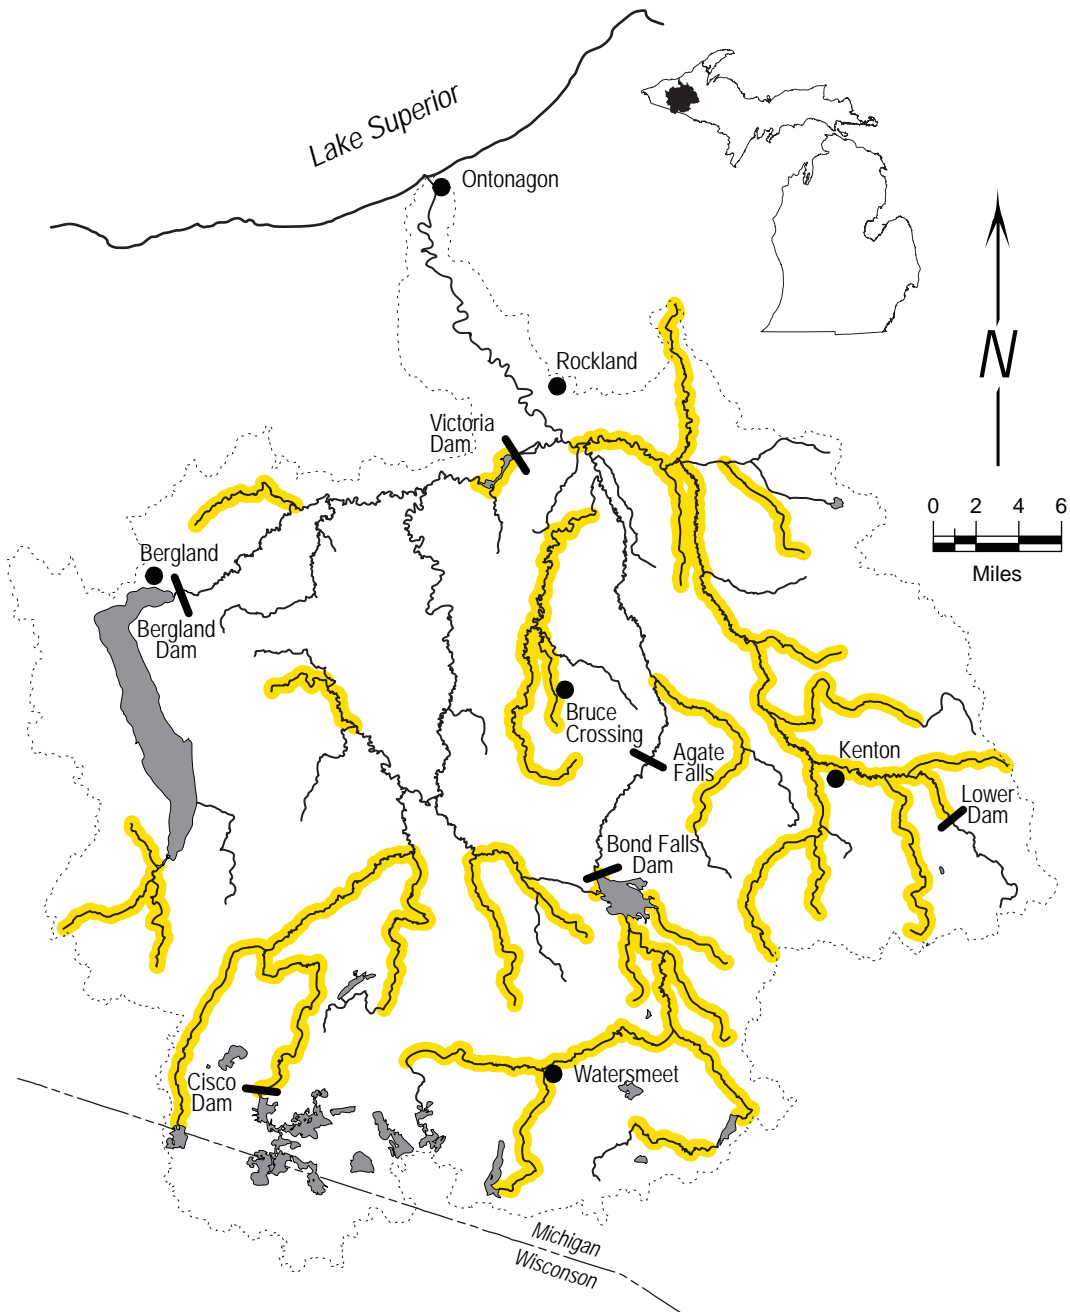 Lake Superior
Ontonagon
Rockland
Victoria
Dam
N
0 2 4 6
Miles
Bergland
Bergland
Dam
Bruce
Crossing
Agate
Falls
Kenton
Lower
Dam
Bond Falls
Dam
Cisco
Dam
Watersmeet
Michigan
Wisconson